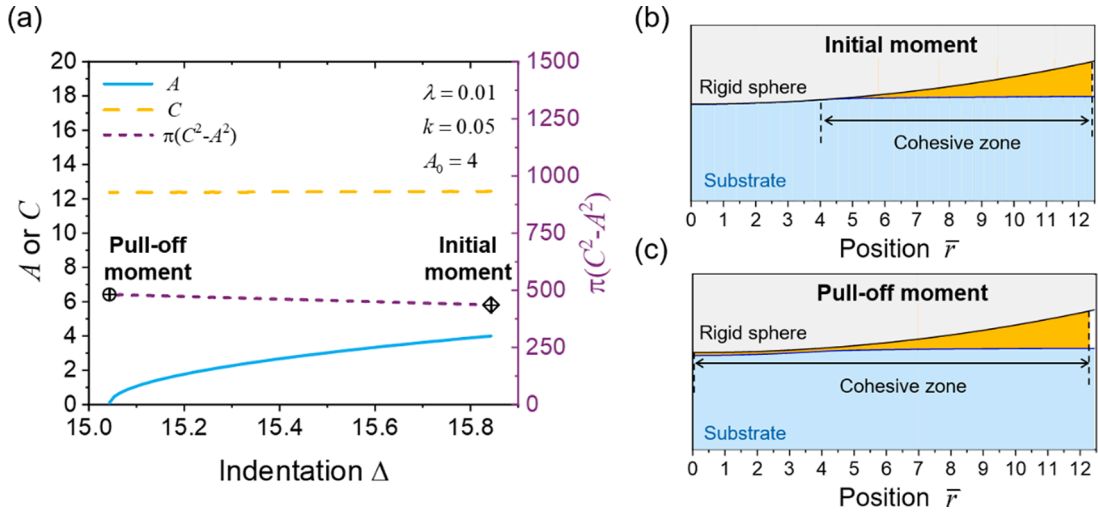 (a)
20
18
16
14
12
10
8
6
4
2
0
A or C
A
C
π(C²-A²)
λ = 0.01
k = 0.05
A₀ = 4
Pull-off
moment
Initial
moment
15.0
15.2
15.4
15.6
15.8
Indentation Δ
1500
1250
1000
750
500
250
0
π(C²-A²)
(b)
Initial moment
Rigid sphere
Cohesive zone
Substrate
0 1 2 3 4 5 6 7 8 9 10 11 12
Position r̄
(c)
Pull-off moment
Rigid sphere
Cohesive zone
Substrate
0 1 2 3 4 5 6 7 8 9 10 11 12
Position r̄